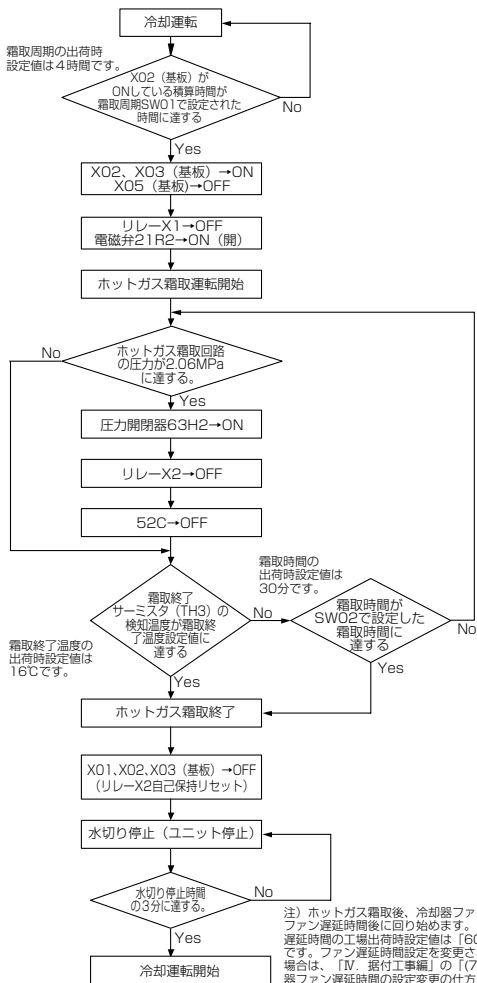 冷却運転
霜取周期の出荷時
設定値は4時間です。
X02（基板）が
ONしている積算時間が
霜取周期SW01で設定された
時間に達する
No
Yes
X02、X03（基板）→ON
X05（基板)→OFF
リレーX1→OFF
電磁弁21R2→ON（開）
ホットガス霜取運転開始
No
ホットガス霜取回路
の圧力が2.06MPa
に達する。
Yes
圧力開閉器63H2→ON
リレーX2→OFF
52C→OFF
霜取時間の
出荷時設定値は
30分です。
霜取終了
サーミスタ（TH3）の
検知温度が霜取終
了温度設定値に
達する
No
霜取時間が
SW02で設定した
霜取時間に
達する
No
霜取終了温度の
出荷時設定値は
16℃です。
Yes
Yes
ホットガス霜取終了
X01、X02、X03（基板）→OFF
（リレーX2自己保持リセット）
水切り停止（ユニット停止）
水切り停止時間
の3分に達する。
No
Yes
冷却運転開始
注）ホットガス霜取後、冷却器ファ
ファン遅延時間後に回り始めます。
遅延時間の工場出荷時設定値は「60
です。ファン遅延時間設定を変更さ
場合は、「Ⅳ．据付工事編」の「(7
器ファン遅延時間の設定変更の仕方